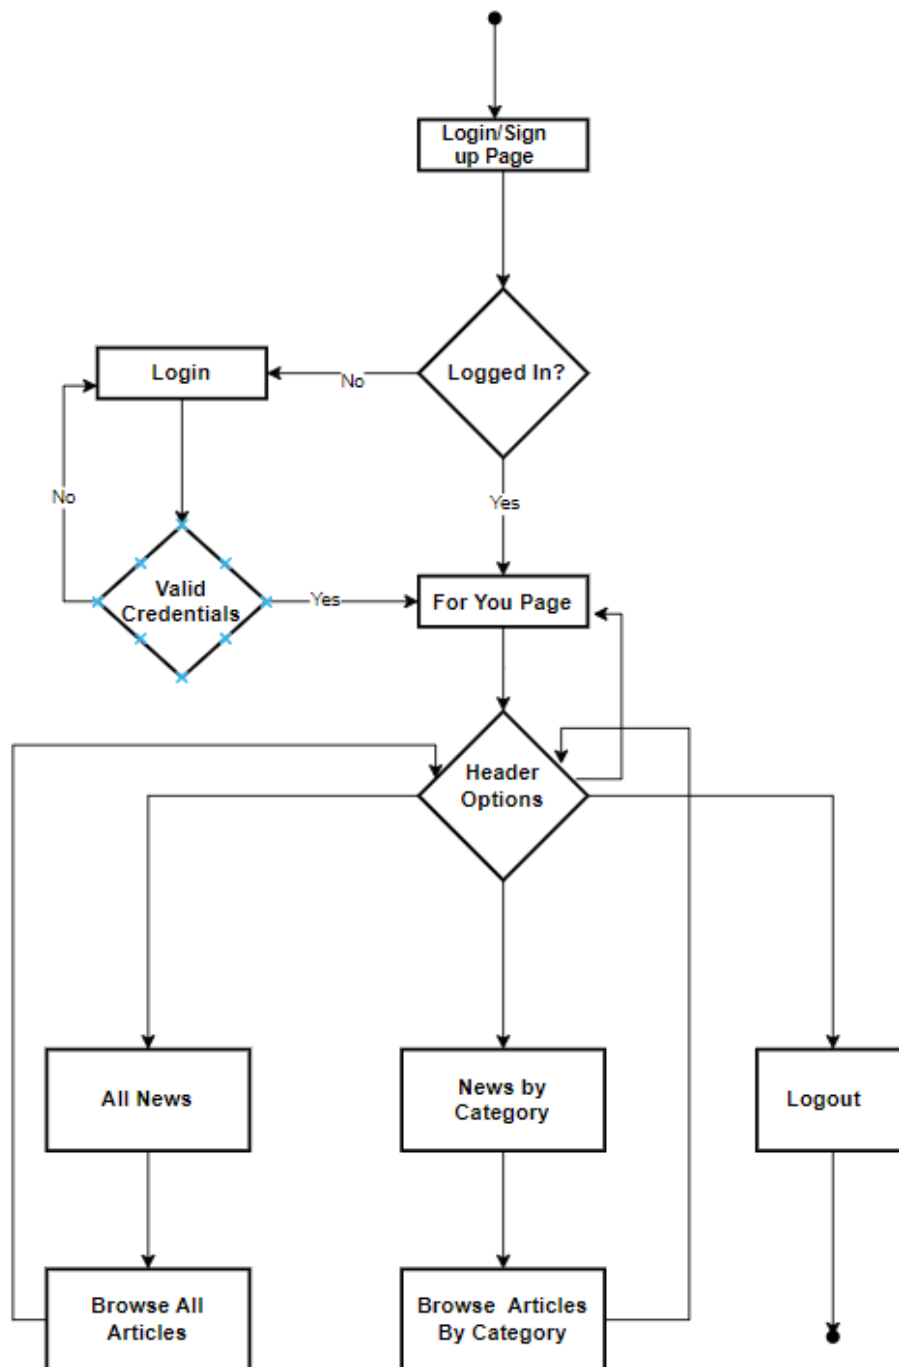 Login/Sign
up Page
Logged In?
No
Login
No
Yes
Valid
Credentials
Yes
For You Page
Header
Options
All News
News by
Category
Logout
Browse All
Articles
Browse  Articles
By Category